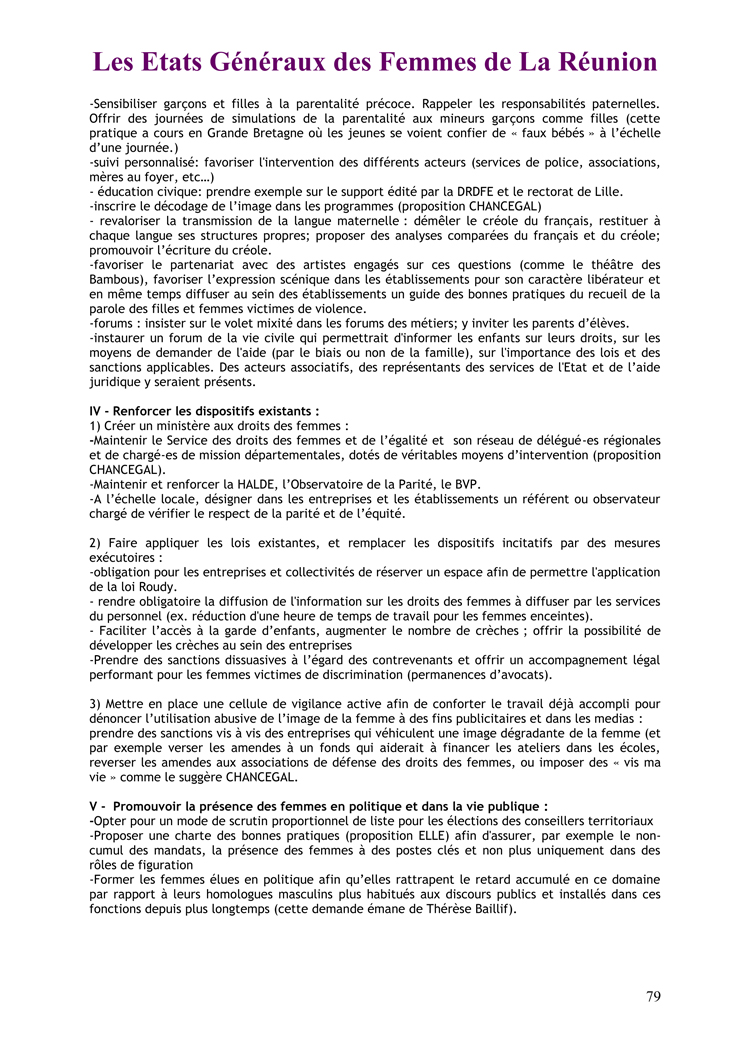 Les Etats Généraux des Femmes de La Réunion
-Sensibiliser garçons et filles à la parentalité précoce. Rappeler les responsabilités paternelles.
Offrir des journées de simulations de la parentalité aux mineurs garçons comme filles (cette
pratique a cours en Grande Bretagne où les jeunes se voient confier de « faux bébés » à l’échelle
d’une journée.)
-suivi personnalisé: favoriser l'intervention des différents acteurs (services de police, associations,
mères au foyer, etc…)
- éducation civique: prendre exemple sur le support édité par la DRDFE et le rectorat de Lille.
-inscrire le décodage de l’image dans les programmes (proposition CHANCEGAL)
- revaloriser la transmission de la langue maternelle : démêler le créole du français, restituer à
chaque langue ses structures propres; proposer des analyses comparées du français et du créole;
promouvoir l’écriture du créole.
-favoriser le partenariat avec des artistes engagés sur ces questions (comme le théâtre des
Bambous), favoriser l’expression scénique dans les établissements pour son caractère libérateur et
en même temps diffuser au sein des établissements un guide des bonnes pratiques du recueil de la
parole des filles et femmes victimes de violence.
-forums : insister sur le volet mixité dans les forums des métiers; y inviter les parents d’élèves.
-instaurer un forum de la vie civile qui permettrait d'informer les enfants sur leurs droits, sur les
moyens de demander de l'aide (par le biais ou non de la famille), sur l'importance des lois et des
sanctions applicables. Des acteurs associatifs, des représentants des services de l'Etat et de l’aide
juridique y seraient présents.
IV - Renforcer les dispositifs existants :
1) Créer un ministère aux droits des femmes :
-Maintenir le Service des droits des femmes et de l’égalité et son réseau de délégué-es régionales
et de chargé-es de mission départementales, dotés de véritables moyens d’intervention (proposition
CHANCEGAL).
-Maintenir et renforcer la HALDE, l’Observatoire de la Parité, le BVP.
-A l’échelle locale, désigner dans les entreprises et les établissements un référent ou observateur
chargé de vérifier le respect de la parité et de l’équité.
2) Faire appliquer les lois existantes, et remplacer les dispositifs incitatifs par des mesures
exécutoires :
-obligation pour les entreprises et collectivités de réserver un espace afin de permettre l'application
de la loi Roudy.
- rendre obligatoire la diffusion de l'information sur les droits des femmes à diffuser par les services
du personnel (ex. réduction d'une heure de temps de travail pour les femmes enceintes).
- Faciliter l’accès à la garde d’enfants, augmenter le nombre de crèches ; offrir la possibilité de
développer les crèches au sein des entreprises
-Prendre des sanctions dissuasives à l’égard des contrevenants et offrir un accompagnement légal
performant pour les femmes victimes de discrimination (permanences d’avocats).
3) Mettre en place une cellule de vigilance active afin de conforter le travail déjà accompli pour
dénoncer l’utilisation abusive de l’image de la femme à des fins publicitaires et dans les medias :
prendre des sanctions vis à vis des entreprises qui véhiculent une image dégradante de la femme (et
par exemple verser les amendes à un fonds qui aiderait à financer les ateliers dans les écoles,
reverser les amendes aux associations de défense des droits des femmes, ou imposer des « vis ma
vie » comme le suggère CHANCEGAL.
V - Promouvoir la présence des femmes en politique et dans la vie publique :
-Opter pour un mode de scrutin proportionnel de liste pour les élections des conseillers territoriaux
-Proposer une charte des bonnes pratiques (proposition ELLE) afin d'assurer, par exemple le non-
cumul des mandats, la présence des femmes à des postes clés et non plus uniquement dans des
rôles de figuration
-Former les femmes élues en politique afin qu’elles rattrapent le retard accumulé en ce domaine
par rapport à leurs homologues masculins plus habitués aux discours publics et installés dans ces
fonctions depuis plus longtemps (cette demande émane de Thérèse Baillif).
79